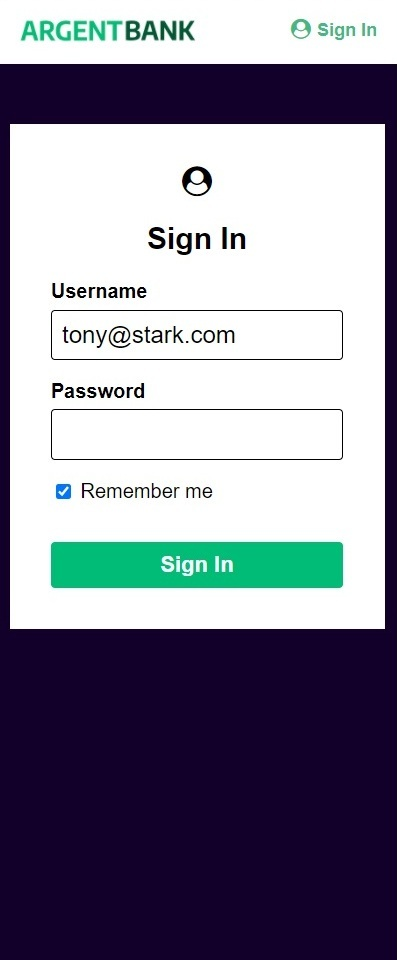 ARGENTBANK
Sign In
Sign In
Username
tony@stark.com
Password
Remember me
Sign In